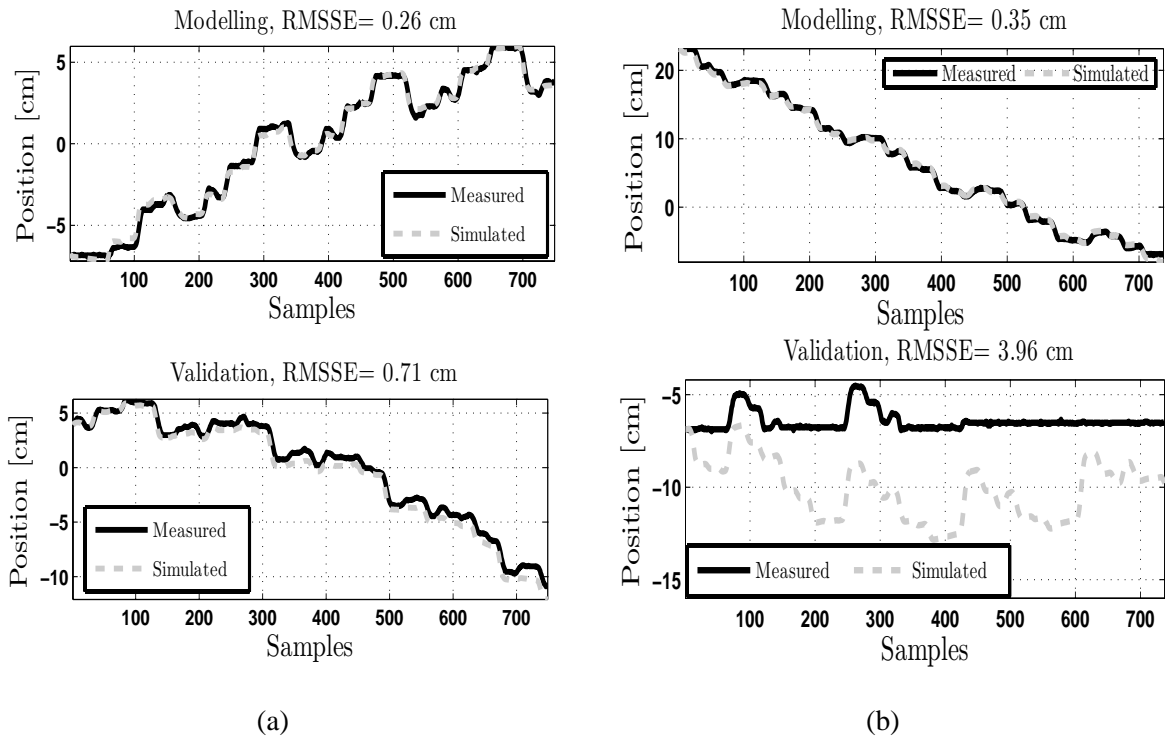 Modelling, RMSSE= 0.26 cm
Position [cm]
5
0
−5
Measured
Simulated
100 200 300 400 500 600 700
Samples
Modelling, RMSSE= 0.35 cm
Position [cm]
20
10
0
Measured Simulated
100 200 300 400 500 600 700
Samples
Validation, RMSSE= 0.71 cm
Position [cm]
5
0
−5
−10
Measured
Simulated
100 200 300 400 500 600 700
Samples
Validation, RMSSE= 3.96 cm
Position [cm]
−5
−10
−15
Measured Simulated
100 200 300 400 500 600 700
Samples
(a)
(b)